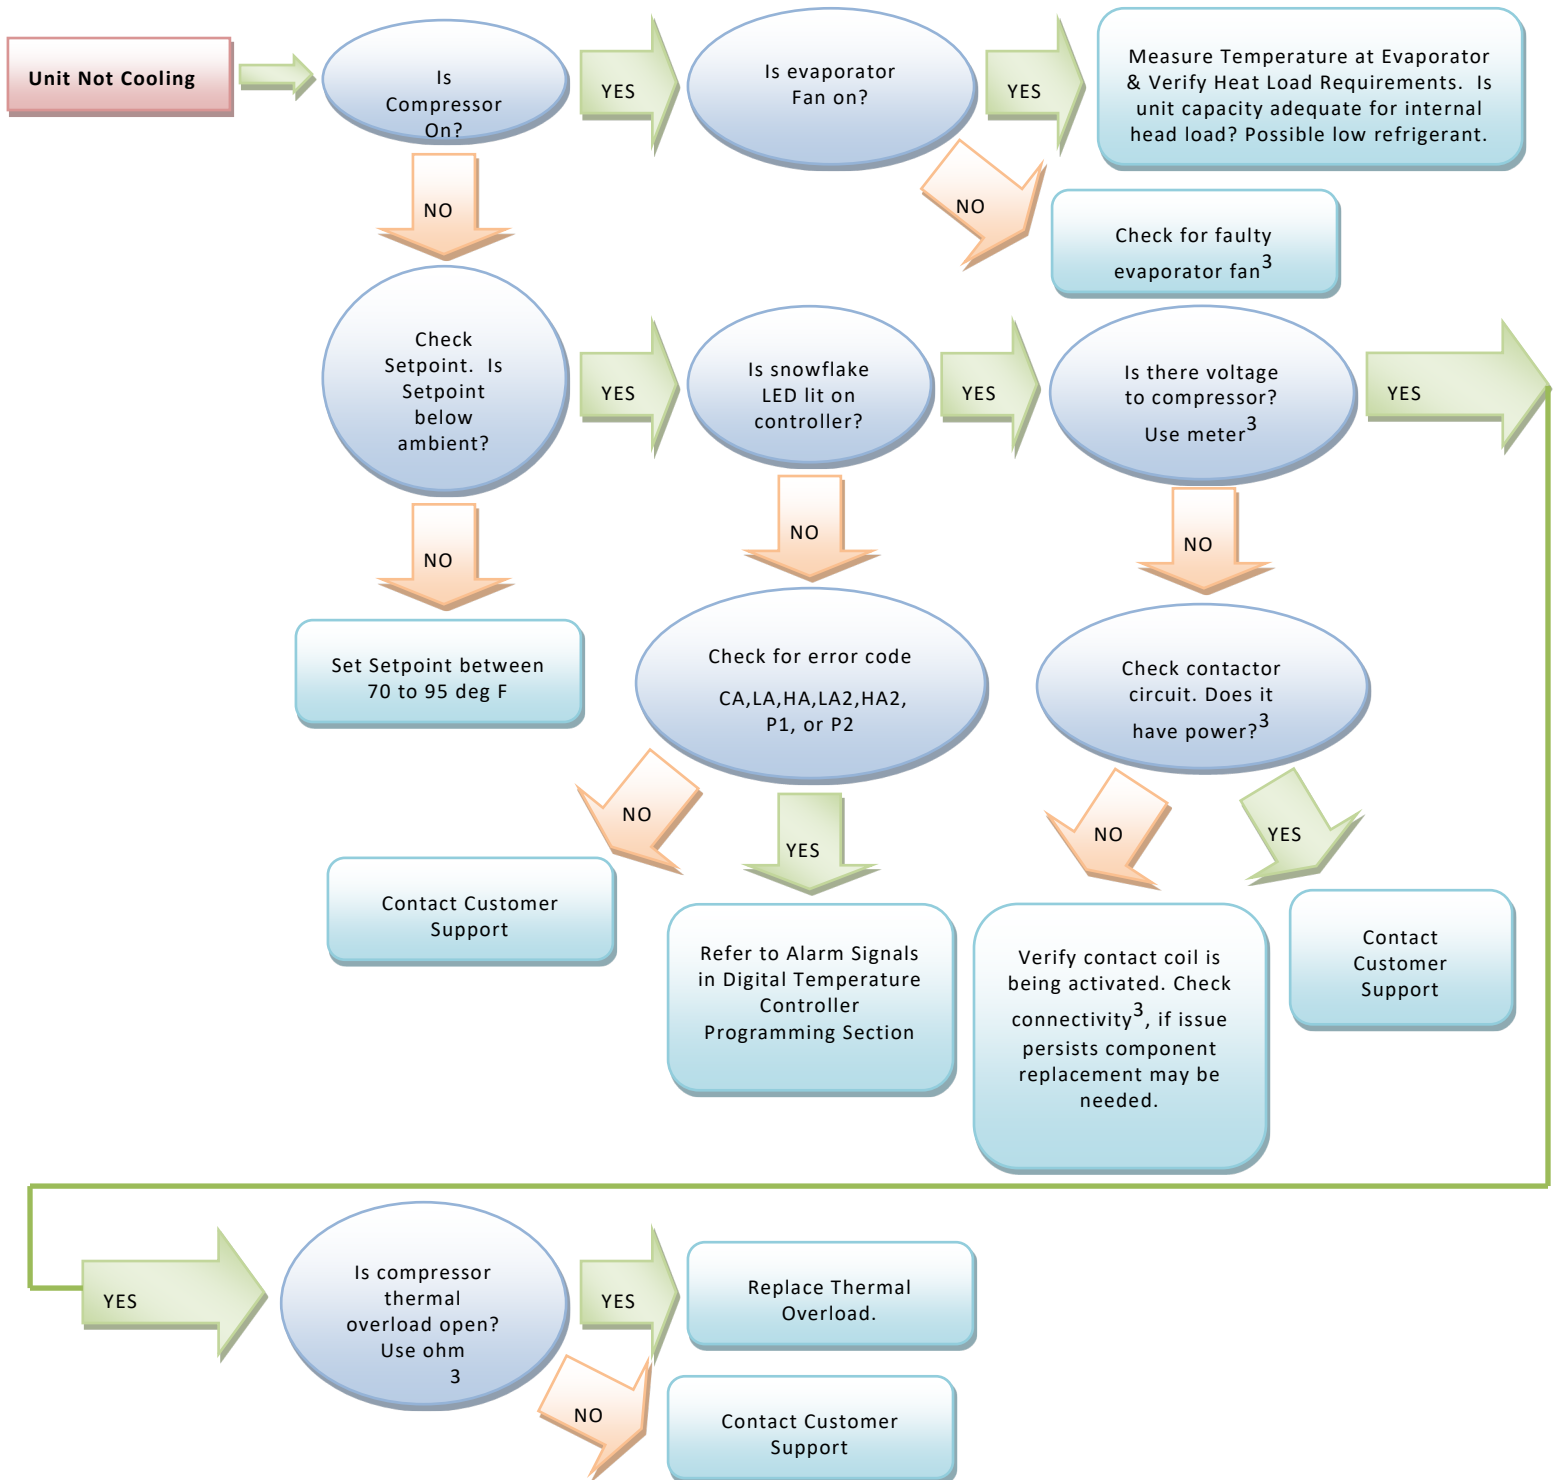 Unit Not Cooling
Is
Compressor
On?
YES
Is evaporator
Fan on?
YES
Measure Temperature at Evaporator
& Verify Heat Load Requirements.  Is
unit capacity adequate for internal
head load? Possible low refrigerant.
NO
NO
Check for faulty
evaporator fan3
Check
Setpoint.  Is
Setpoint
below
ambient?
YES
Is snowflake
LED lit on
controller?
YES
Is there voltage
to compressor?
Use meter3
YES
NO
NO
NO
Set Setpoint between
70 to 95 deg F
Check for error code
CA,LA,HA,LA2,HA2,
P1, or P2
Check contactor
circuit. Does it
have power?3
NO
YES
NO
YES
Contact Customer
Support
Refer to Alarm Signals
in Digital Temperature
Controller
Programming Section
Verify contact coil is
being activated. Check
connectivity3, if issue
persists component
replacement may be
needed.
Contact
Customer
Support
YES
Is compressor
thermal
overload open?
Use ohm
3
YES
Replace Thermal
Overload.
NO
Contact Customer
Support